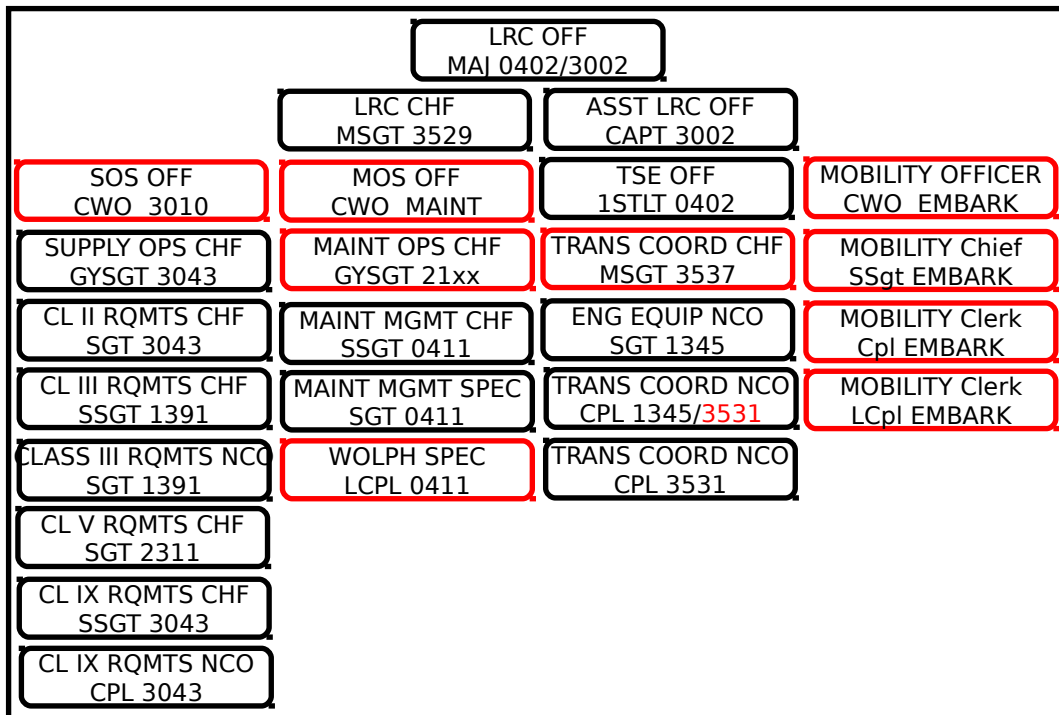 LRC OFF
MAJ 0402/3002
LRC CHF
MSGT 3529
ASST LRC OFF
CAPT 3002
SOS OFF
CWO 3010
MOS OFF
CWO MAINT
TSE OFF
1STLT 0402
MOBILITY OFFICER
CWO EMBARK
SUPPLY OPS CHF
GYSGT 3043
MAINT OPS CHF
GYSGT 21xx
TRANS COORD CHF
MSGT 3537
MOBILITY Chief
SSgt EMBARK
CL II RQMTS CHF
SGT 3043
MAINT MGMT CHF
SSGT 0411
ENG EQUIP NCO
SGT 1345
MOBILITY Clerk
Cpl EMBARK
CL III RQMTS CHF
SSGT 1391
MAINT MGMT SPEC
SGT 0411
TRANS COORD NCO
CPL 1345/3531
MOBILITY Clerk
LCpl EMBARK
CLASS III RQMTS NCO
SGT 1391
WOLPH SPEC
LCPL 0411
TRANS COORD NCO
CPL 3531
CL V RQMTS CHF
SGT 2311
CL IX RQMTS CHF
SSGT 3043
CL IX RQMTS NCO
CPL 3043